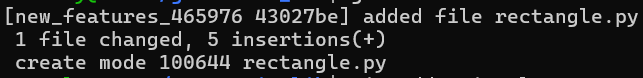 [new_features_465976 43027be] added file rectangle.py
 1 file changed, 5 insertions(+)
 create mode 100644 rectangle.py